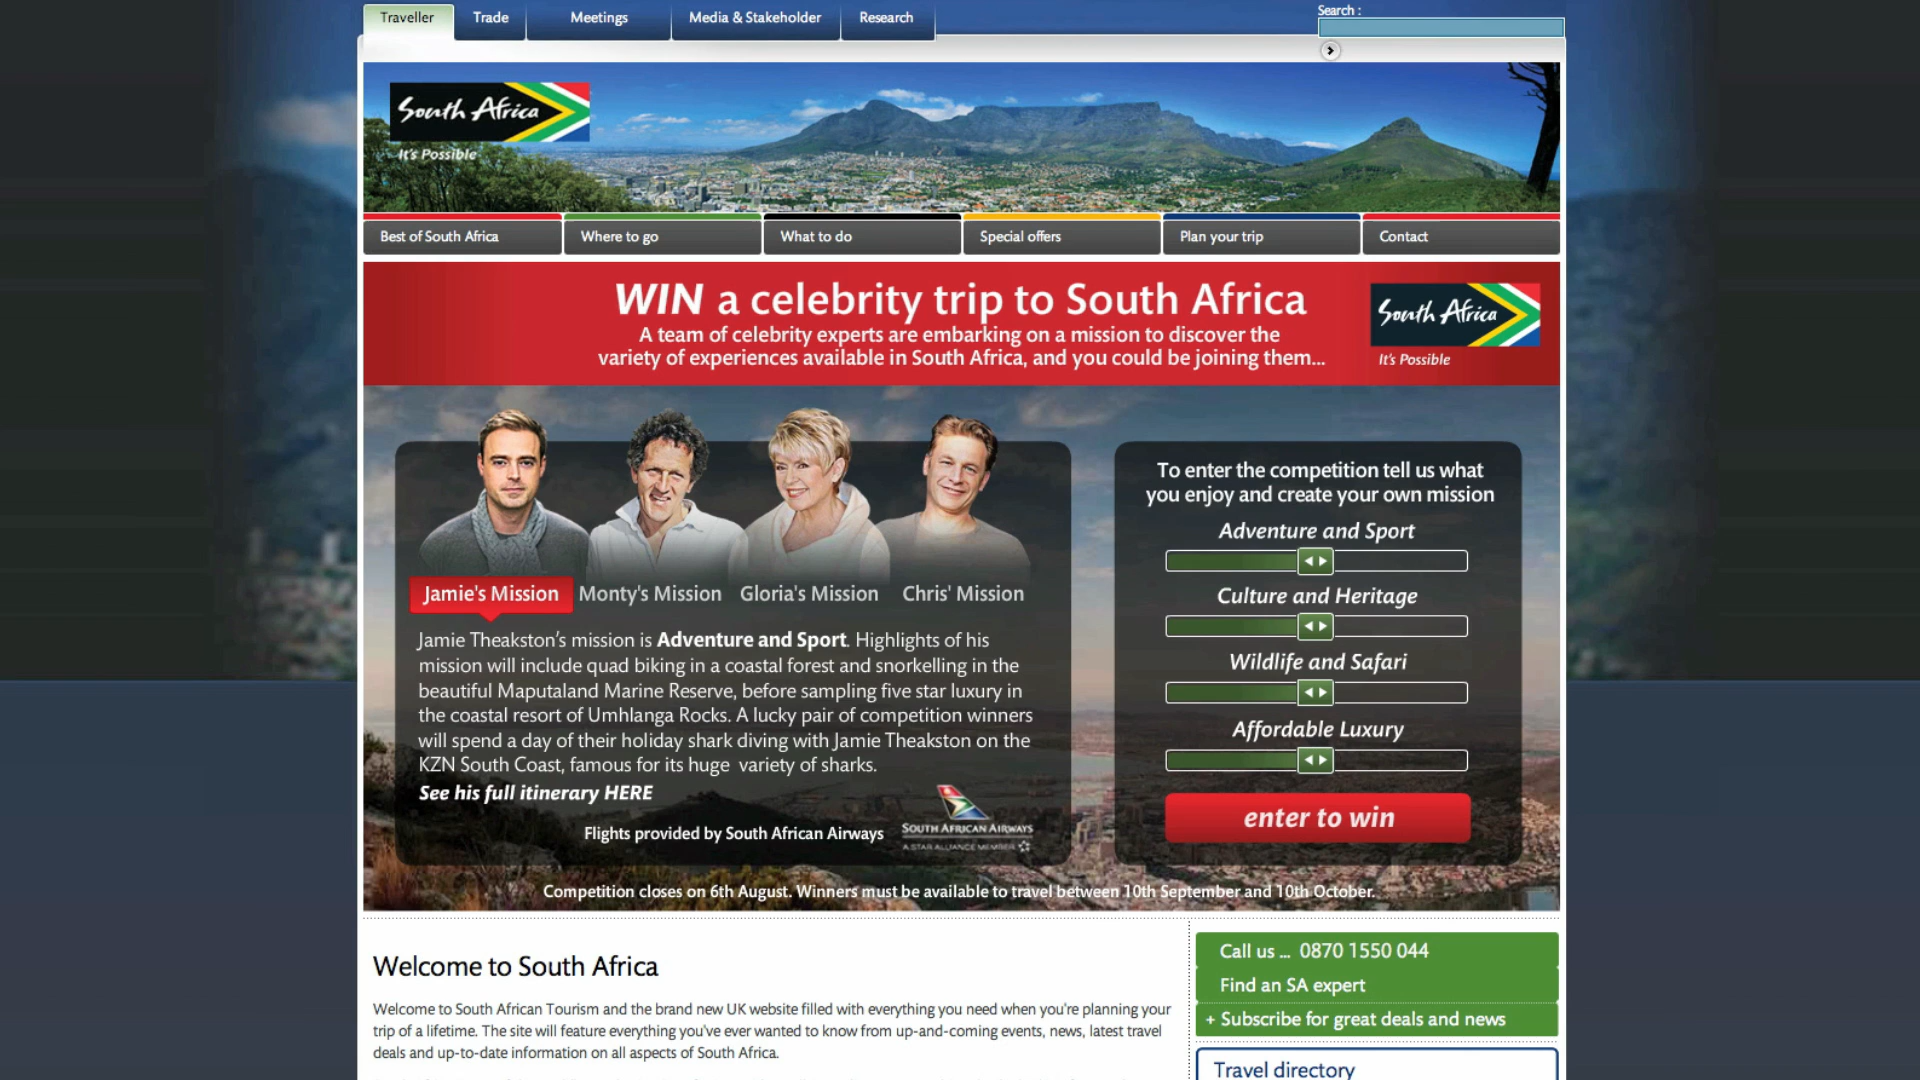 Traveller
Trade
Meetings
Media & Stakeholder
Research
Search :
South Africa
It's Possible
Best of South Africa
Where to go
What to do
Special offers
Plan your trip
Contact
WIN a celebrity trip to South Africa
A team of celebrity experts are embarking on a mission to discover the
variety of experiences available in South Africa, and you could be joining them...
South Africa
It's Possible
Jamie's Mission
Monty's Mission
Gloria's Mission
Chris' Mission
Jamie Theakston's mission is Adventure and Sport. Highlights of his
mission will include quad biking in a coastal forest and snorkelling in the
beautiful Maputaland Marine Reserve, before sampling five star luxury in
the coastal resort of Umhlanga Rocks. A lucky pair of competition winners
will spend a day of their holiday shark diving with Jamie Theakston on the
KZN South Coast, famous for its huge variety of sharks.
See his full itinerary HERE
Flights provided by South African Airways
SOUTH AFRICAN AIRWAYS
A STAR ALLIANCE MEMBER
To enter the competition tell us what
you enjoy and create your own mission
Adventure and Sport
Culture and Heritage
Wildlife and Safari
Affordable Luxury
enter to win
Competition closes on 6th August. Winners must be available to travel between 10th September and 10th October.
Welcome to South Africa
Welcome to South African Tourism and the brand new UK website filled with everything you need when you're planning your
trip of a lifetime. The site will feature everything you've ever wanted to know from up-and-coming events, news, latest travel
deals and up-to-date information on all aspects of South Africa.
Call us ... 0870 1550 044
Find an SA expert
+ Subscribe for great deals and news
Travel directory